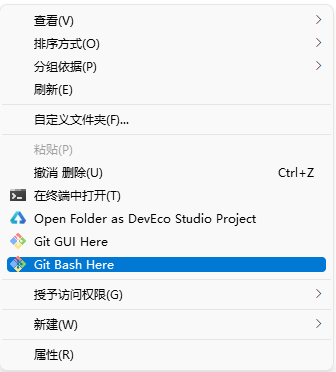 查看(V)
排序方式(O)
分组依据(P)
刷新(E)
自定义文件夹(F)...
粘贴(P)
撤消 删除(U) Ctrl+Z
在终端中打开(T)
Open Folder as DevEco Studio Project
Git GUI Here
Git Bash Here
授予访问权限(G)
新建(W)
属性(R)